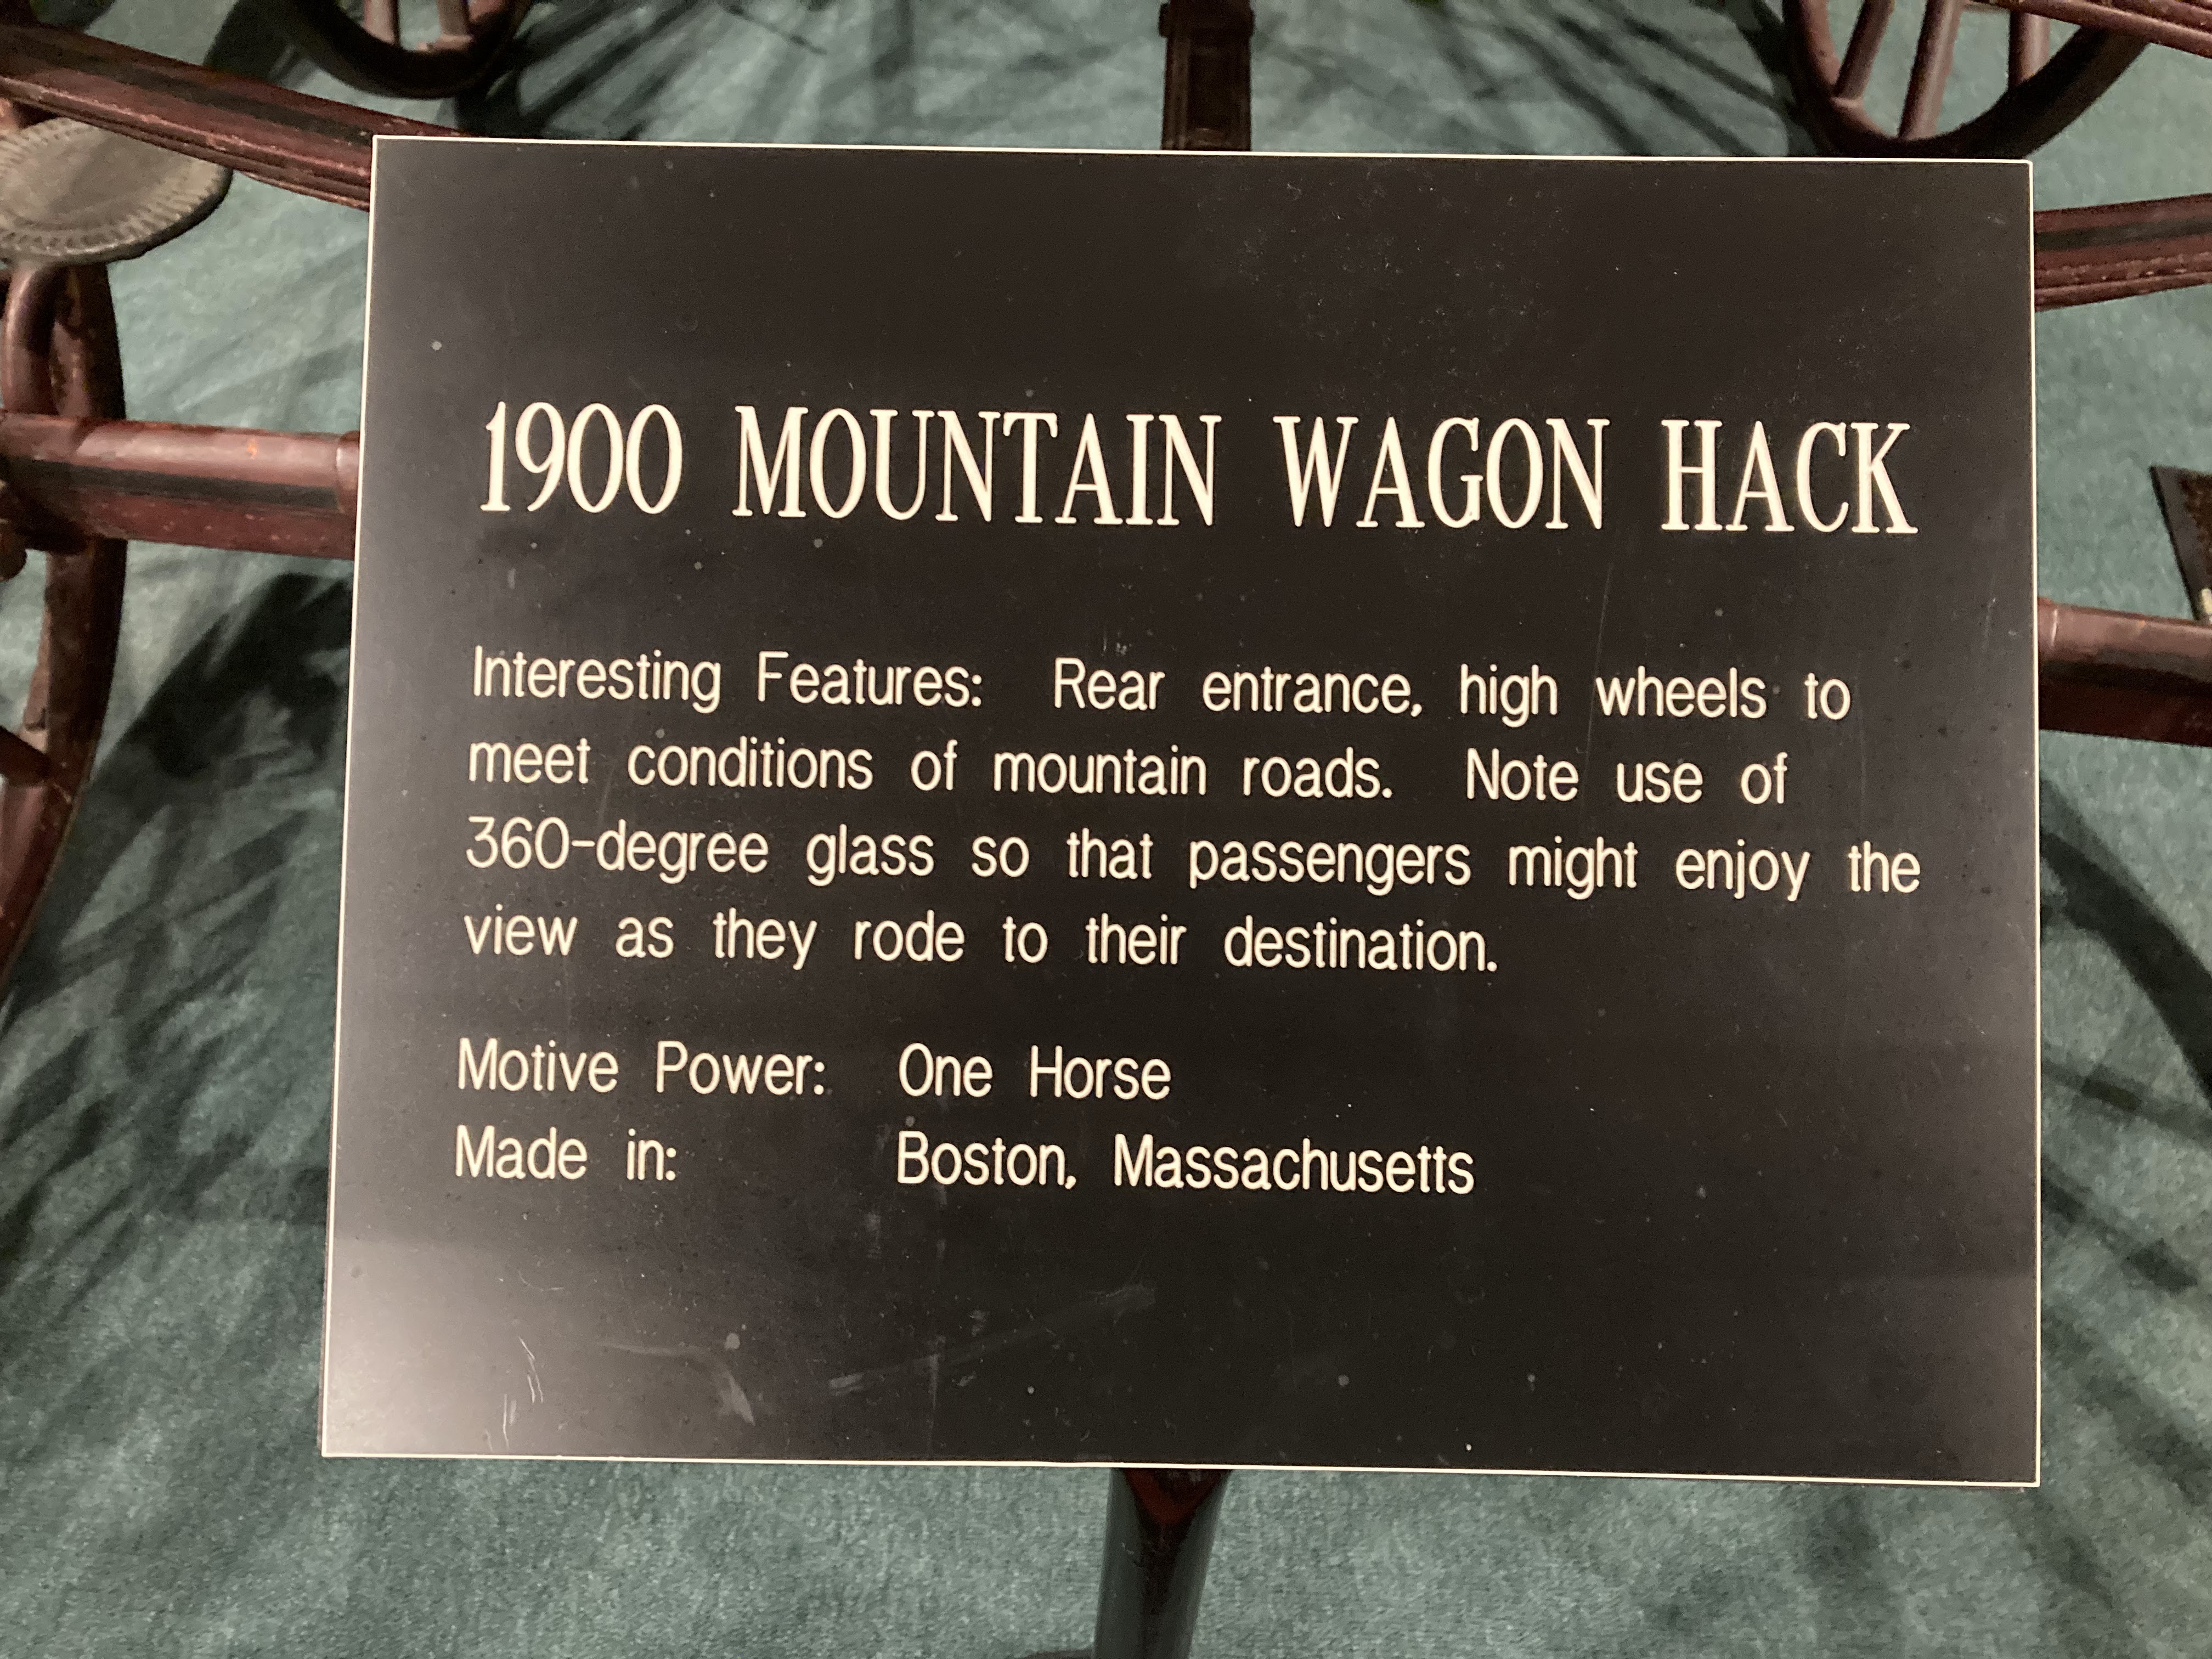 1900 MOUNTAIN WAGON HACK
Interesting Features: Rear entrance, high wheels to
meet conditions of mountain roads. Note use of
360-degree glass so that passengers might enjoy the
view as they rode to their destination.
Motive Power: One Horse
Made in: Boston, Massachusetts